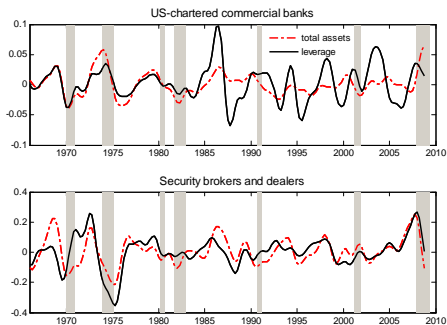 US-chartered commercial banks
0.1
0.05
0
-0.05
-0.1
total assets
leverage
1970 1975 1980 1985 1990 1995 2000 2005 2010
Security brokers and dealers
0.4
0.2
0
-0.2
-0.4
1970 1975 1980 1985 1990 1995 2000 2005 2010